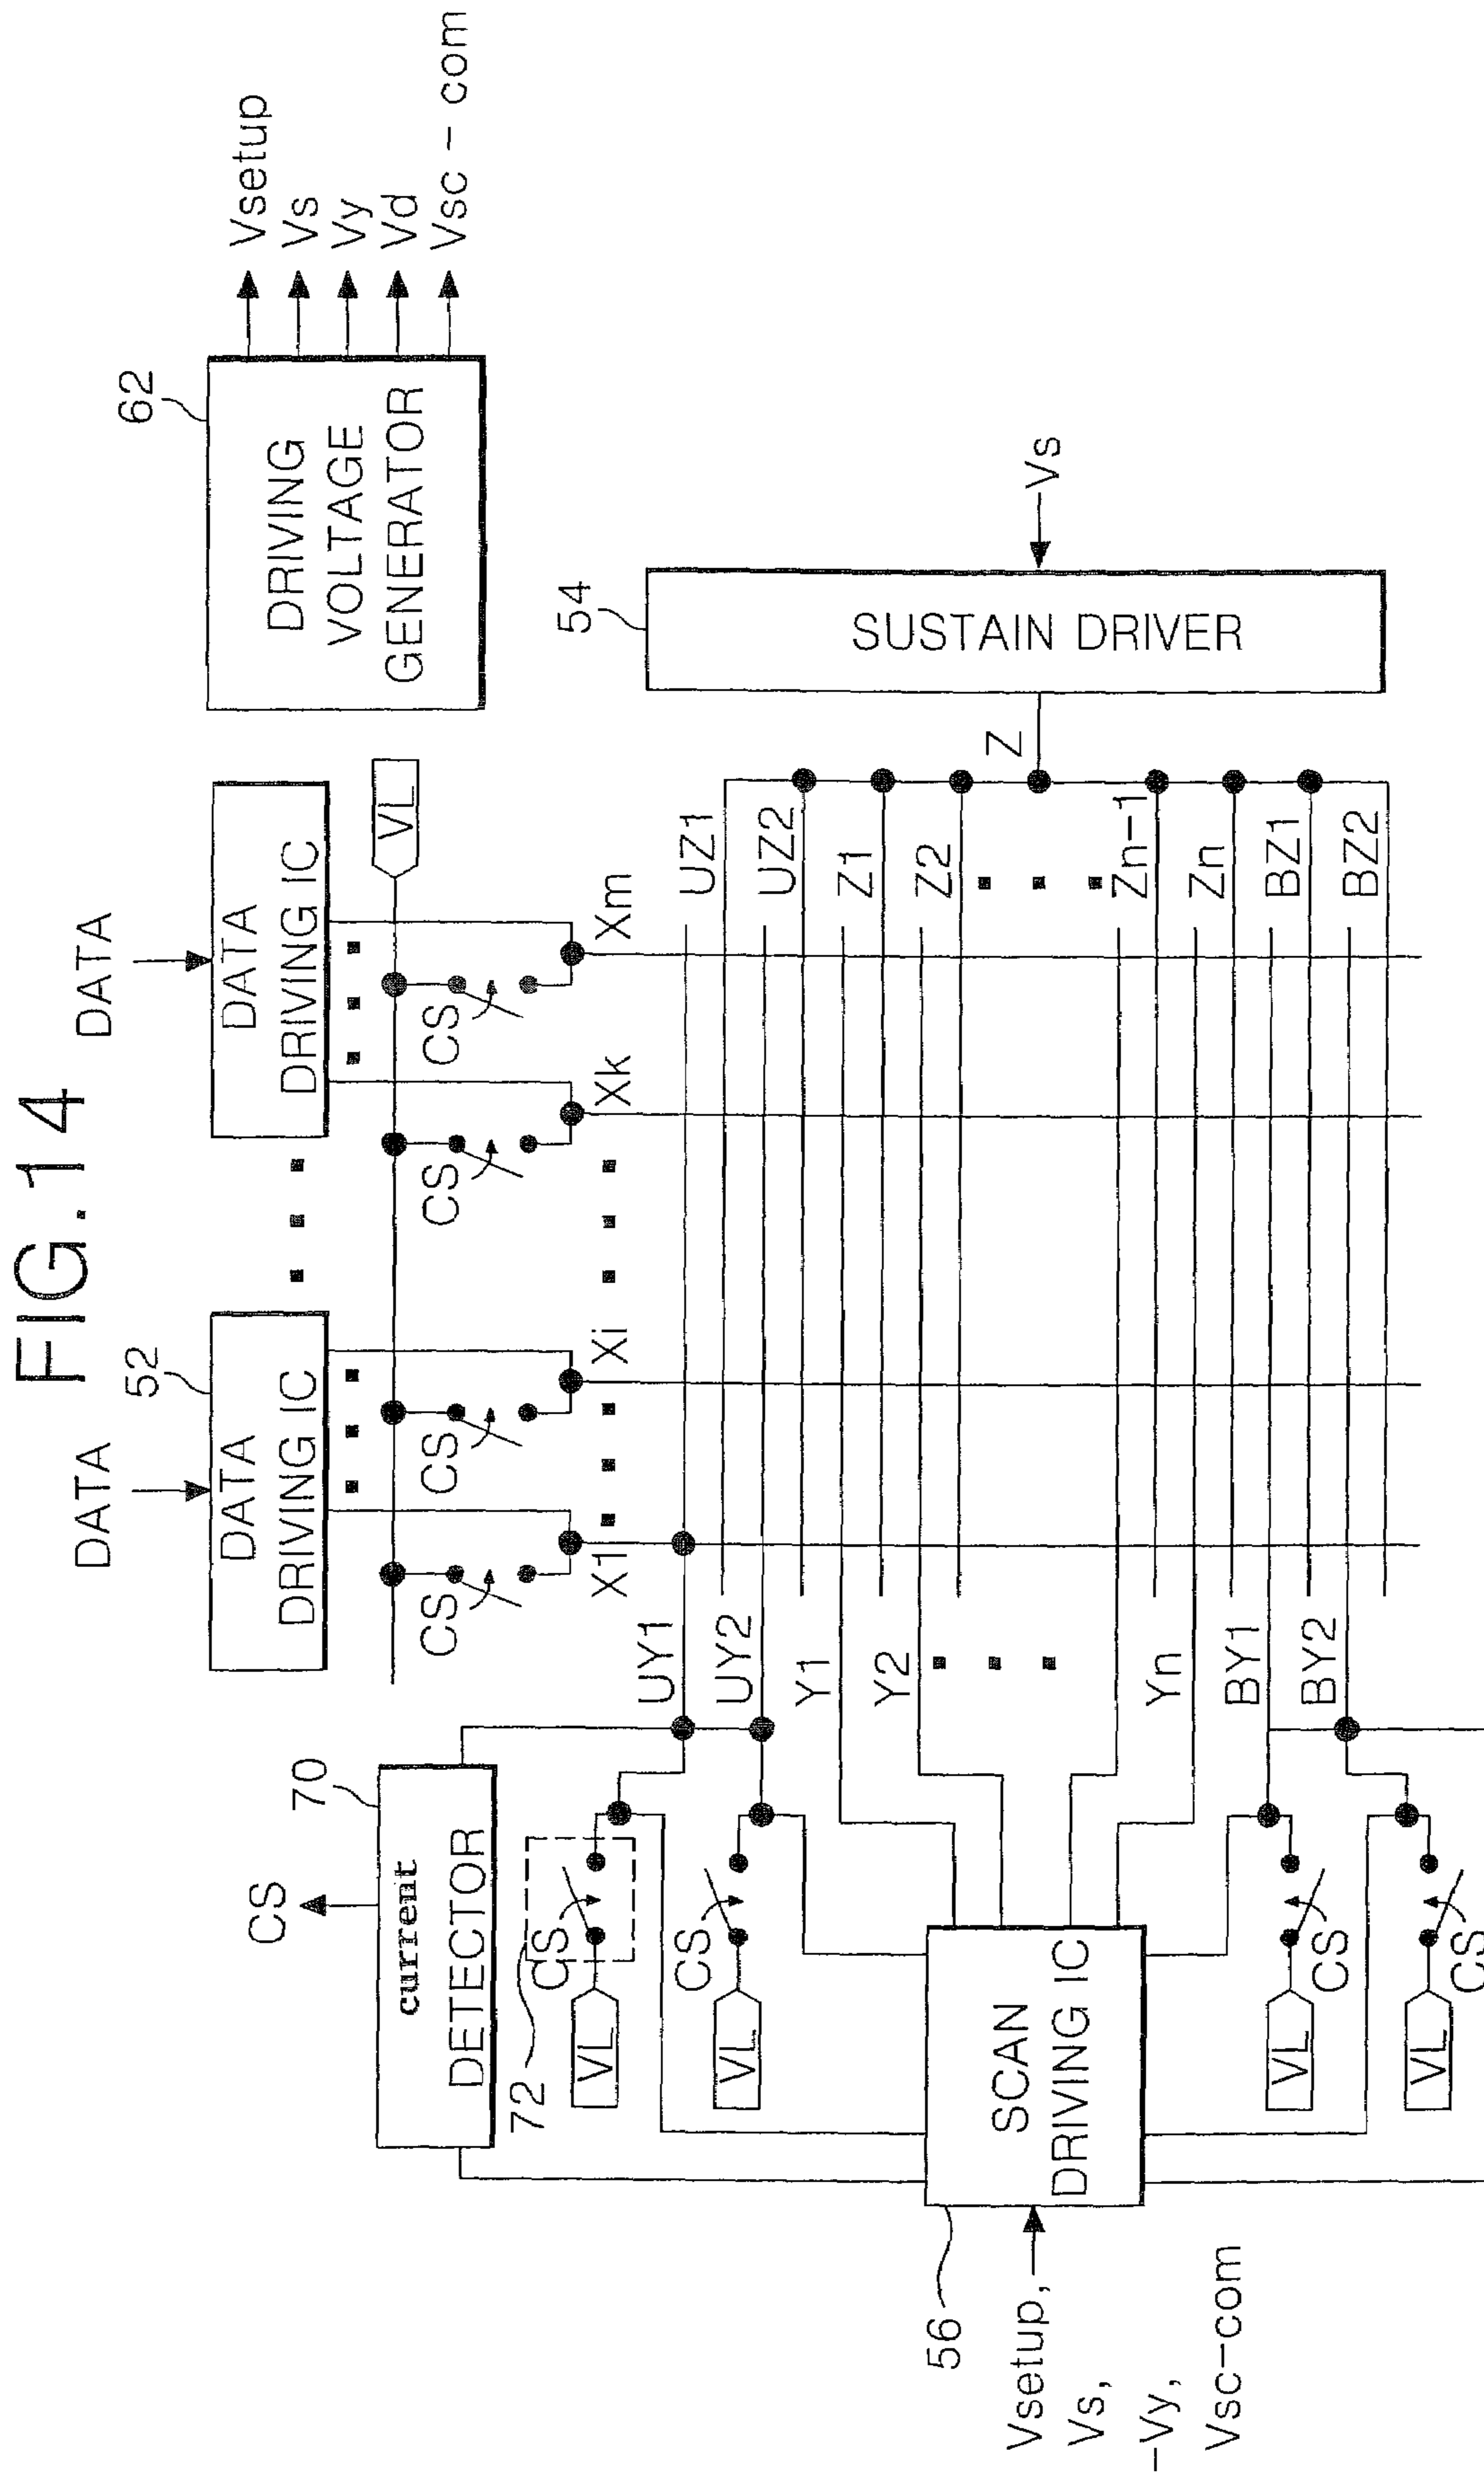 FIG.14
DATA
DATA
52
62
DATA
DRIVING IC
DATA
DRIVING IC
DRIVING
VOLTAGE
GENERATOR
Vsetup
Vs
Vy
Vd
Vsc-com
VL
CS
CS
CS
CS
X1
Xi
Xk
Xm
CS
70
current
DETECTOR
72
CS
VL
CS
VL
UY1
UY2
Y1
Y2
Yn
BY1
BY2
UZ1
UZ2
Z1
Z2
Zn-1
Zn
BZ1
BZ2
Z
54
SUSTAIN DRIVER
Vs
SCAN
DRIVING IC
56
Vsetup,
Vs,
-Vy,
Vsc-com
VL
CS
VL
CS